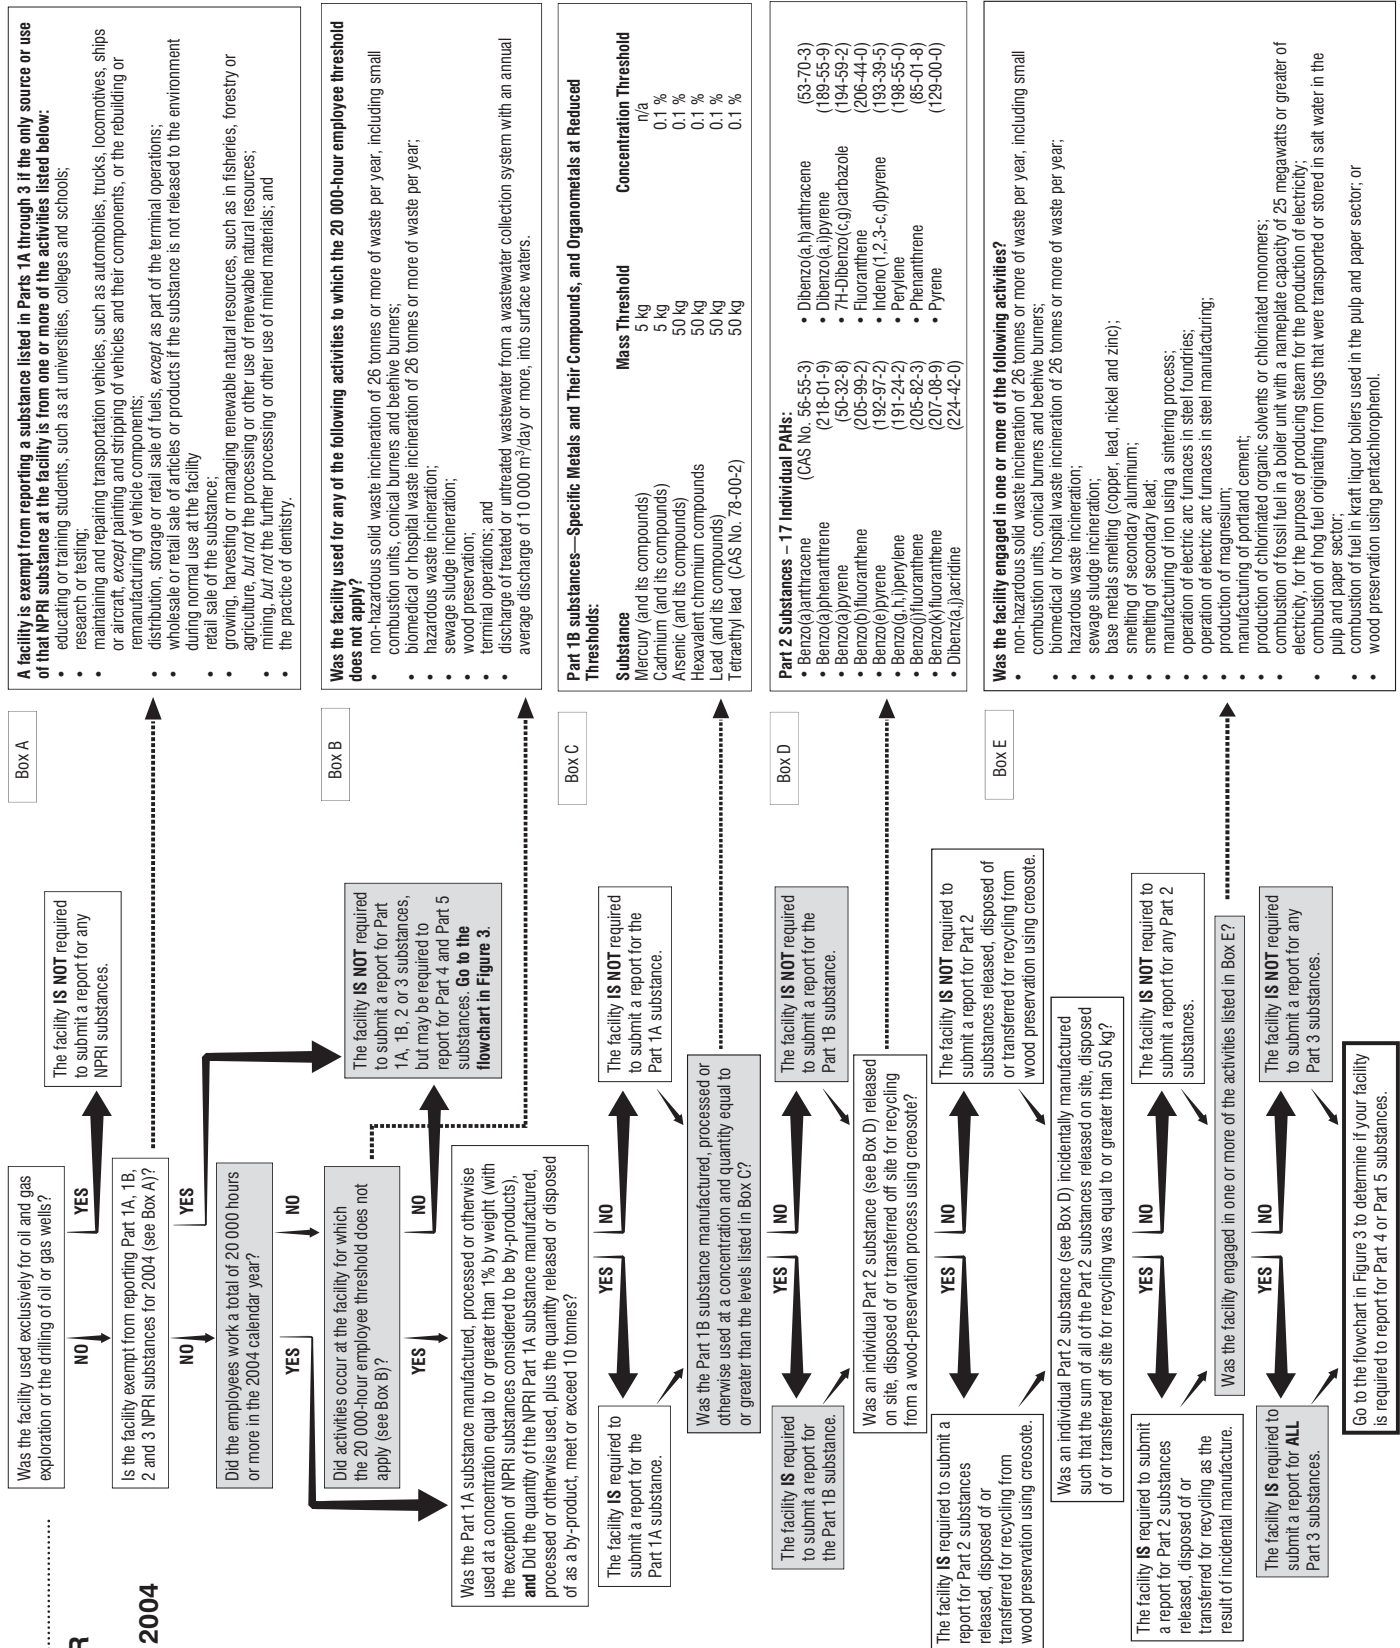 R
2004
Was the facility used exclusively for oil and gas
exploration or the drilling of oil or gas wells?
NO
YES
The facility IS NOT required
to submit a report for any
NPRI substances.
Is the facility exempt from reporting Part 1A, 1B,
2 and 3 NPRI substances for 2004 (see Box A)?
NO
YES
Did the employees work a total of 20 000 hours
or more in the 2004 calendar year?
YES
NO
Did activities occur at the facility for which
the 20 000-hour employee threshold does not
apply (see Box B)?
YES
NO
The facility IS NOT required
to submit a report for Part
1A, 1B, 2 or 3 substances,
but may be required to
report for Part 4 and Part 5
substances. Go to the
flowchart in Figure 3.
Was the Part 1A substance manufactured, processed or otherwise
used at a concentration equal to or greater than 1% by weight (with
the exception of NPRI substances considered to be by-products),
and Did the quantity of the NPRI Part 1A substance manufactured,
processed or otherwise used, plus the quantity released or disposed
of as a by-product, meet or exceed 10 tonnes?
YES
NO
The facility IS required to
submit a report for the
Part 1A substance.
The facility IS NOT required to
submit a report for the
Part 1A substance.
Was the Part 1B substance manufactured, processed or
otherwise used at a concentration and quantity equal to
or greater than the levels listed in Box C?
YES
NO
The facility IS required
to submit a report for
the Part 1B substance.
The facility IS NOT required
to submit a report for the
Part 1B substance.
Was an individual Part 2 substance (see Box D) released
on site, disposed of or transferred off site for recycling
from a wood-preservation process using creosote?
YES
NO
The facility IS required to submit a
report for Part 2 substances
released, disposed of or
transferred for recycling from
wood preservation using creosote.
The facility IS NOT required to
submit a report for Part 2
substances released, disposed of
or transferred for recycling from
wood preservation using creosote.
Was an individual Part 2 substance (see Box D) incidentally manufactured
such that the sum of all of the Part 2 substances released on site, disposed
of or transferred off site for recycling was equal to or greater than 50 kg?
YES
NO
The facility IS required to submit
a report for Part 2 substances
released, disposed of or
transferred for recycling as the
result of incidental manufacture.
The facility IS NOT required to
submit a report for any Part 2
substances.
Was the facility engaged in one or more of the activities listed in Box E?
YES
NO
The facility IS required to
submit a report for ALL
Part 3 substances.
The facility IS NOT required
to submit a report for any
Part 3 substances.
Go to the flowchart in Figure 3 to determine if your facility
is required to report for Part 4 or Part 5 substances.
Box A
A facility is exempt from reporting a substance listed in Parts 1A through 3 if the only source or use
of that NPRI substance at the facility is from one or more of the activities listed below:
• educating or training students, such as at universities, colleges and schools;
• research or testing;
• maintaining and repairing transportation vehicles, such as automobiles, trucks, locomotives, ships
or aircraft, except painting and stripping of vehicles and their components, or the rebuilding or
remanufacturing of vehicle components;
• distribution, storage or retail sale of fuels, except as part of the terminal operations;
• wholesale or retail sale of articles or products if the substance is not released to the environment
during normal use at the facility
• retail sale of the substance;
• growing, harvesting or managing renewable natural resources, such as in fisheries, forestry or
agriculture, but not the processing or other use of renewable natural resources;
• mining, but not the further processing or other use of mined materials; and
• the practice of dentistry.
Box B
Was the facility used for any of the following activities to which the 20 000-hour employee threshold
does not apply?
• non-hazardous solid waste incineration of 26 tonnes or more of waste per year, including small
combustion units, conical burners and beehive burners;
• biomedical or hospital waste incineration of 26 tonnes or more of waste per year;
• hazardous waste incineration;
• sewage sludge incineration;
• wood preservation;
• terminal operations; and
• discharge of treated or untreated wastewater from a wastewater collection system with an annual
average discharge of 10 000 m³/day or more, into surface waters.
Box C
Part 1B substances—Specific Metals and Their Compounds, and Organometals at Reduced
Thresholds:
Substance Mass Threshold Concentration Threshold
Mercury (and its compounds) 5 kg n/a
Cadmium (and its compounds) 5 kg 0.1 %
Arsenic (and its compounds) 50 kg 0.1 %
Hexavalent chromium compounds 50 kg 0.1 %
Lead (and its compounds) 50 kg 0.1 %
Tetraethyl lead (CAS No. 78-00-2) 50 kg 0.1 %
Box D
Part 2 Substances – 17 Individual PAHs:
• Benzo(a)anthracene (CAS No. 56-55-3) • Dibenzo(a,h)anthracene (53-70-3)
• Benzo(a)phenanthrene (218-01-9) • Dibenzo(a,i)pyrene (189-55-9)
• Benzo(a)pyrene (50-32-8) • 7H-Dibenzo(c,g)carbazole (194-59-2)
• Benzo(b)fluoranthene (205-99-2) • Fluoranthene (206-44-0)
• Benzo(e)pyrene (192-97-2) • Indeno(1,2,3-c,d)pyrene (193-39-5)
• Benzo(g,h,i)perylene (191-24-2) • Perylene (198-55-0)
• Benzo(j)fluoranthene (205-82-3) • Phenanthrene (85-01-8)
• Benzo(k)fluoranthene (207-08-9) • Pyrene (129-00-0)
• Dibenz(a,j)acridine (224-42-0)
Box E
Was the facility engaged in one or more of the following activities?
• non-hazardous solid waste incineration of 26 tonnes or more of waste per year, including small
combustion units, conical burners and beehive burners;
• biomedical or hospital waste incineration of 26 tonnes or more of waste per year;
• hazardous waste incineration;
• sewage sludge incineration;
• base metals smelting (copper, lead, nickel and zinc);
• smelting of secondary aluminum;
• smelting of secondary lead;
• manufacturing of iron using a sintering process;
• operation of electric arc furnaces in steel foundries;
• operation of electric arc furnaces in steel manufacturing;
• production of magnesium;
• manufacturing of portland cement;
• production of chlorinated organic solvents or chlorinated monomers;
• combustion of fossil fuel in a boiler unit with a nameplate capacity of 25 megawatts or greater of
electricity, for the purpose of producing steam for the production of electricity;
• combustion of hog fuel originating from logs that were transported or stored in salt water in the
pulp and paper sector;
• combustion of fuel in kraft liquor boilers used in the pulp and paper sector; or
• wood preservation using pentachlorophenol.